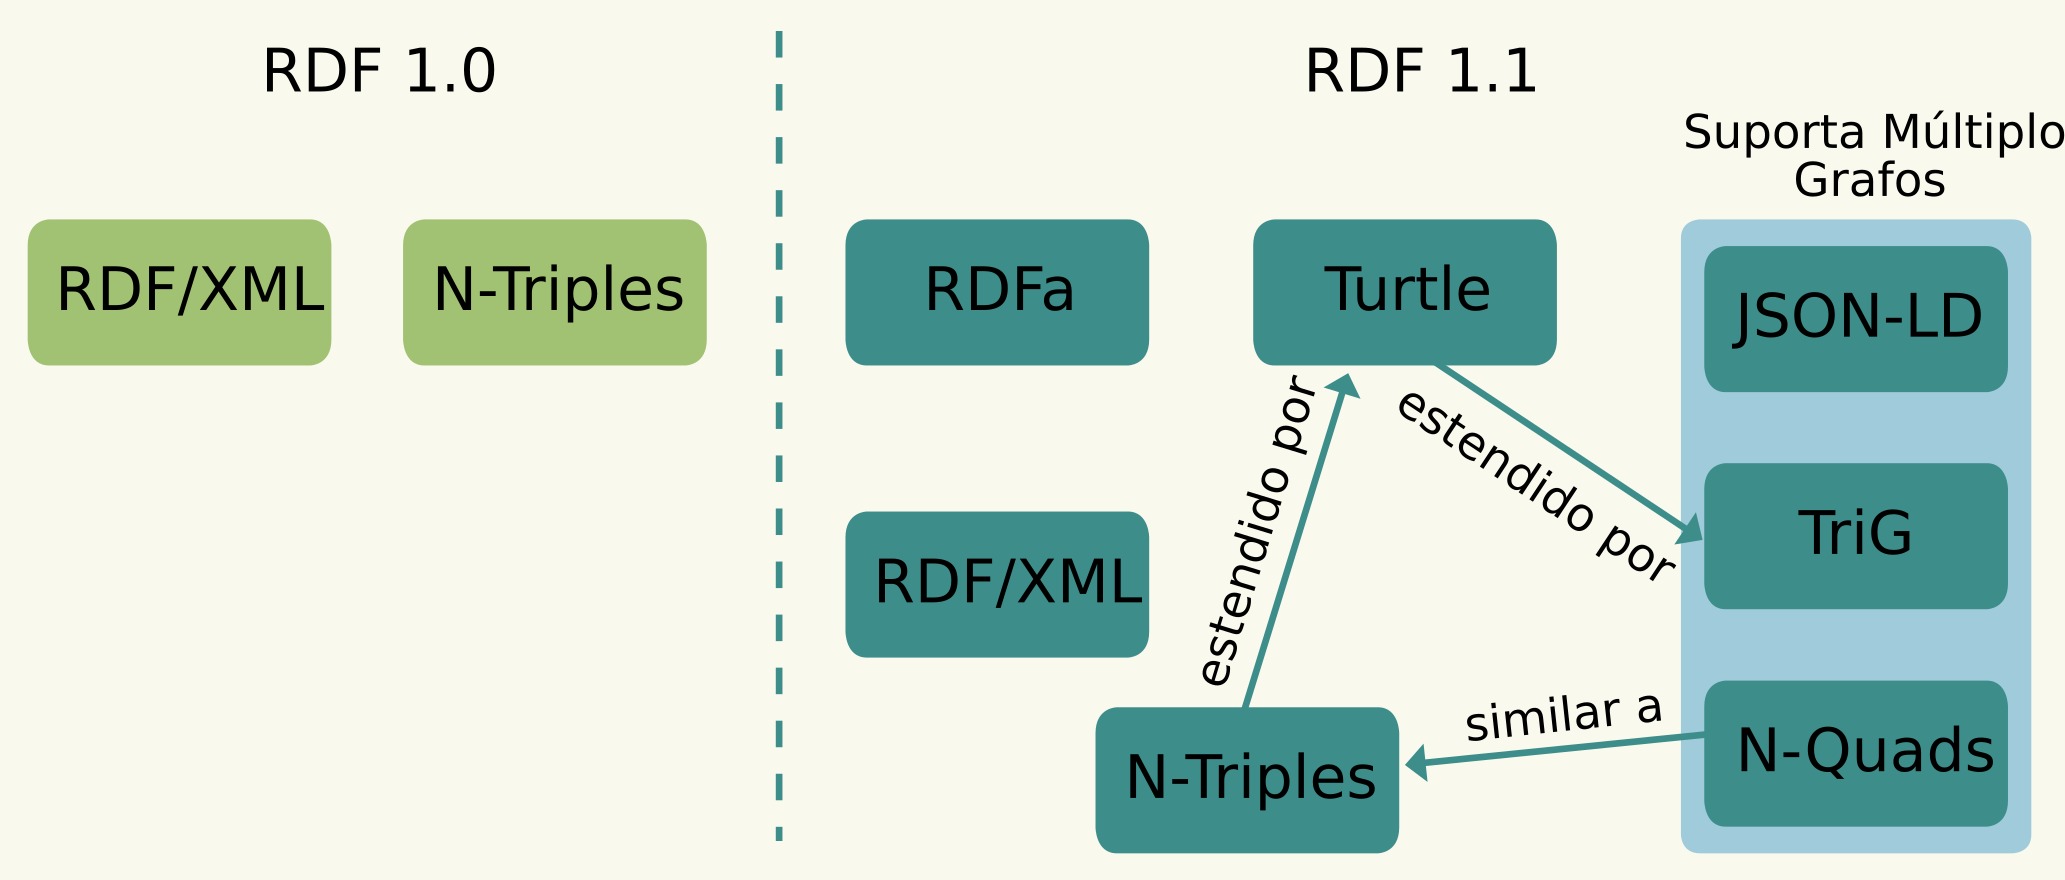 RDF 1.0
RDF/XML
N-Triples
RDF 1.1
Suporta Múltiplo
Grafos
RDFa
Turtle
JSON-LD
estendido por
estendido por
TriG
RDF/XML
similar a
N-Triples
N-Quads